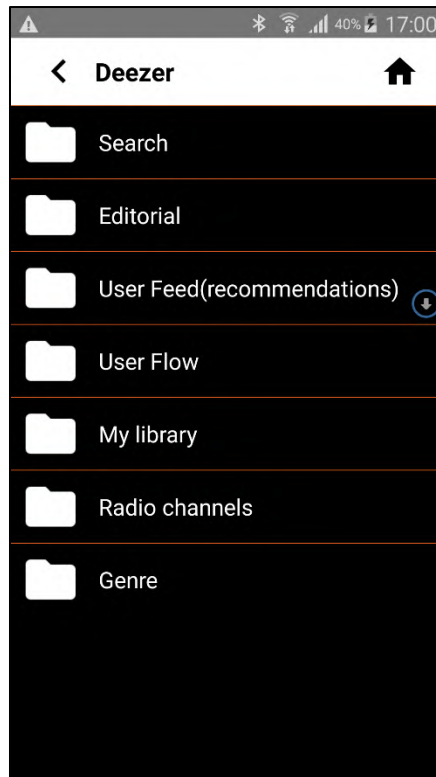 40% 17:00
Deezer
Search
Editorial
User Feed(recommendations)
User Flow
My library
Radio channels
Genre